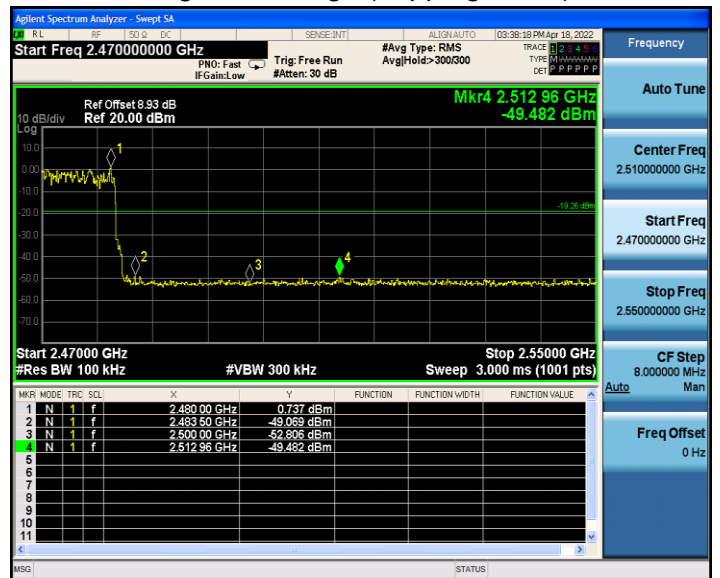 Agilent Spectrum Analyzer - Swept SA
LXI RL RF 50 Ω DC SENSE:INT ALIGN AUTO 03:38:18 PM Apr 18, 2022
Start Freq 2.470000000 GHz
PNO: Fast
IFGain:Low
Trig: Free Run
#Atten: 30 dB
#Avg Type: RMS
Avg|Hold:>300/300
TRACE 1 2 3 4 5 6
TYPE M
DET P P P P P P
Ref Offset 8.93 dB
Ref 20.00 dBm
10 dB/div
Log
Mkr4 2.512 96 GHz
-49.482 dBm
10.0
0.00
-10.0
-20.0
-30.0
-40.0
-50.0
-60.0
-70.0
1
2
3
4
-19.26 dBm
Start 2.47000 GHz
#Res BW 100 kHz
#VBW 300 kHz
Stop 2.55000 GHz
Sweep 3.000 ms (1001 pts)
MKR MODE TRC SCL X Y FUNCTION FUNCTION WIDTH FUNCTION VALUE
1 N 1 f 2.480 00 GHz 0.737 dBm
2 N 1 f 2.483 50 GHz -49.069 dBm
3 N 1 f 2.500 00 GHz -52.806 dBm
4 N 1 f 2.512 96 GHz -49.482 dBm
5
6
7
8
9
10
11
MSG STATUS
Frequency
Auto Tune
Center Freq
2.510000000 GHz
Start Freq
2.470000000 GHz
Stop Freq
2.550000000 GHz
CF Step
8.000000 MHz
Auto Man
Freq Offset
0 Hz